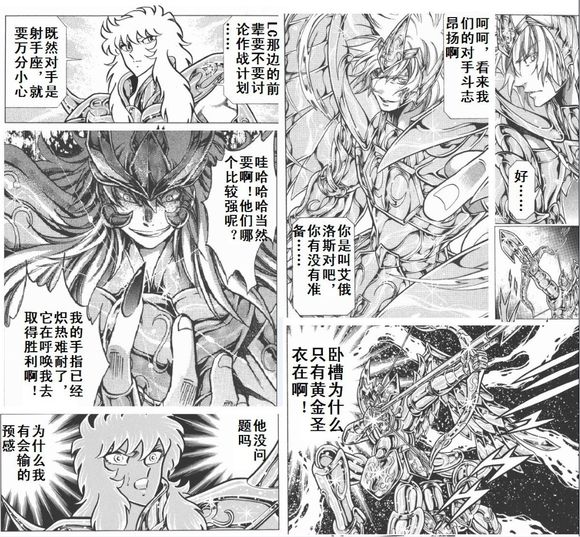 LC那边的前
辈要不要讨
论作战计划
……
既然对手是
射手座，就
要万分小心
哇哈哈哈当然
要啊！他们哪
个比较强呢？
我的手指已经
炽热难耐了，
它在呼唤我去
取得胜利啊！
他没问
题吗
为什么我
有会输的
预感
呵呵，看来我
们的对手斗志
昂扬啊
你是叫艾俄
洛斯对吧，
你有没有准
备……
好……
卧槽为什么
只有黄金圣
衣在啊！